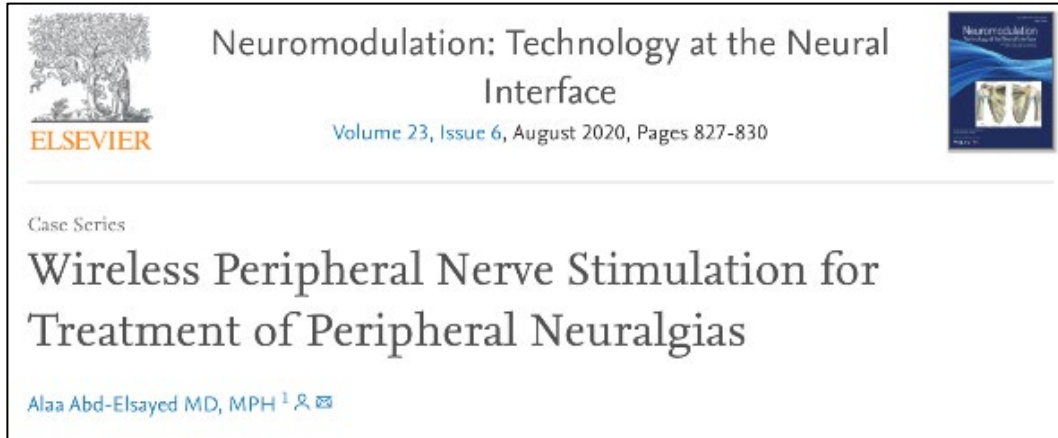 Neuromodulation: Technology at the Neural
Interface
Volume 23, Issue 6, August 2020, Pages 827-830
ELSEVIER
Neuromodulation
Case Series
Wireless Peripheral Nerve Stimulation for
Treatment of Peripheral Neuralgias
Alaa Abd-Elsayed MD, MPH 1